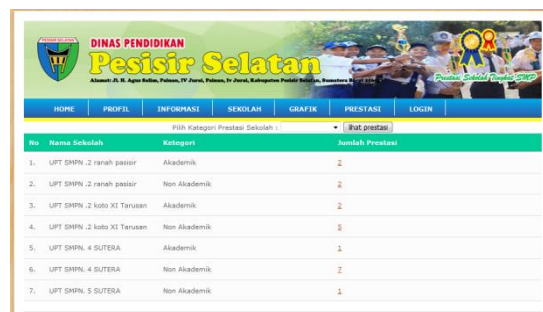 PESISIR SELATAN
DINAS PENDIDIKAN
Pesisir Selatan
Alamat: Jl. H. Agus Salim, Painan, IV Jurai, Painan, Iv Jurai, Kabupaten Pesisir Selatan, Sumatera Barat
Prestasi Sekolah Tingkat SMP
HOME PROFIL INFORMASI SEKOLAH GRAFIK PRESTASI LOGIN
Pilih Kategori Prestasi Sekolah : lihat prestasi
No Nama Sekolah Ketegori Jumlah Prestasi
1. UPT SMPN .2 ranah pasisir Akademik 2
2. UPT SMPN .2 ranah pasisir Non Akademik 2
3. UPT SMPN .2 koto XI Tarusan Akademik 2
4. UPT SMPN .2 koto XI Tarusan Non Akademik 5
5. UPT SMPN. 4 SUTERA Akademik 1
6. UPT SMPN. 4 SUTERA Non Akademik 7
7. UPT SMPN. 5 SUTERA Non Akademik 1